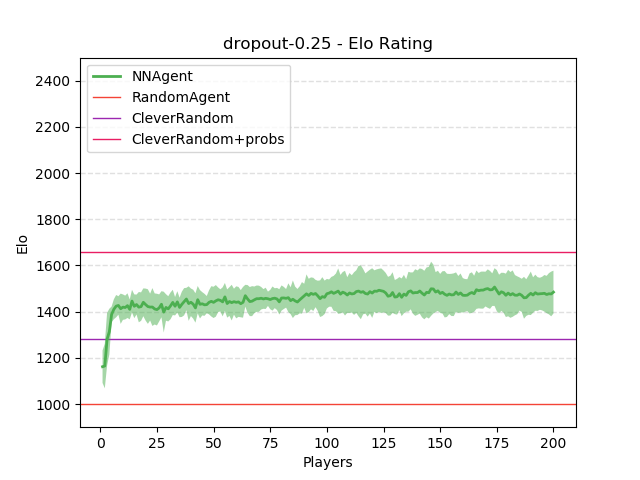 dropout-0.25 - Elo Rating
NNAgent
RandomAgent
CleverRandom
CleverRandom+probs
2400
2200
2000
1800
1600
1400
1200
1000
Elo
0 25 50 75 100 125 150 175 200
Players